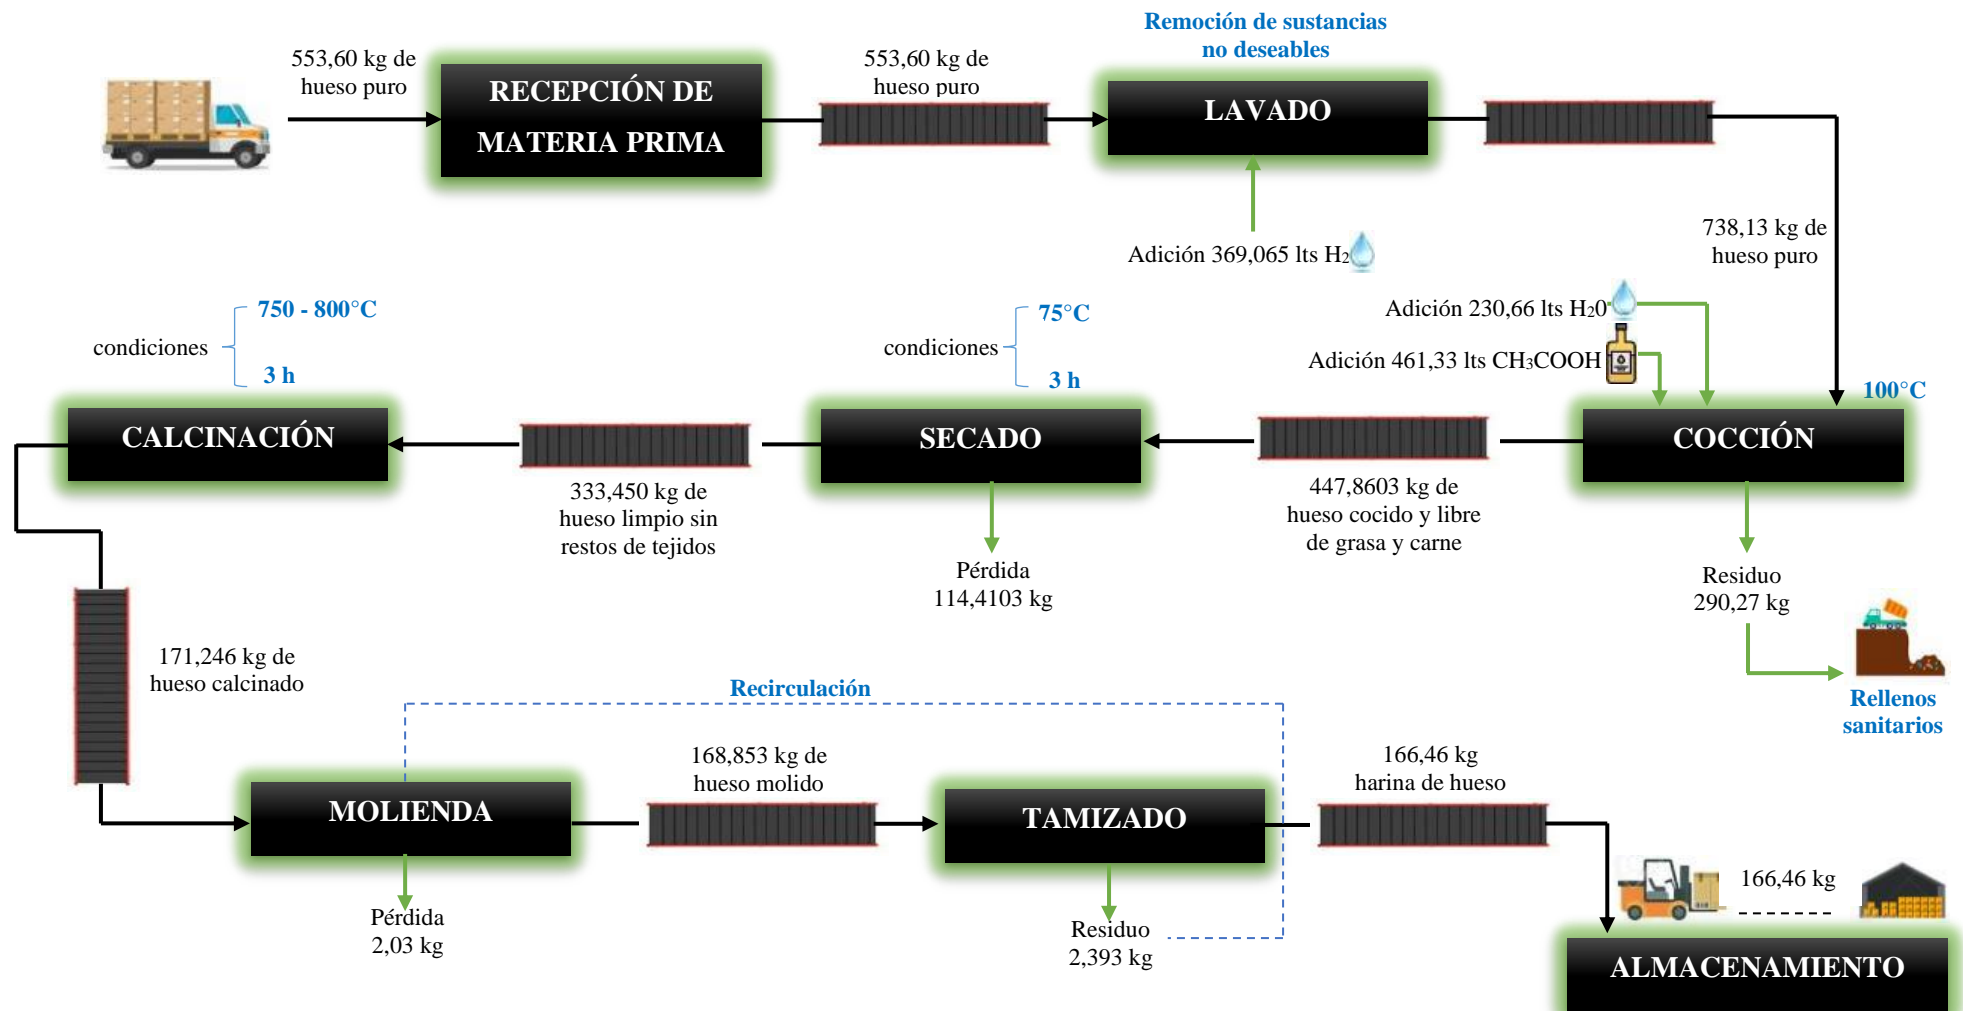 Remoción de sustancias
no deseables
553,60 kg de
hueso puro
RECEPCIÓN DE
MATERIA PRIMA
553,60 kg de
hueso puro
LAVADO
Adición 369,065 lts H2
738,13 kg de
hueso puro
Adición 230,66 lts H20
Adición 461,33 lts CH3COOH
100°C
COCCIÓN
Residuo
290,27 kg
Rellenos
sanitarios
447,8603 kg de
hueso cocido y libre
de grasa y carne
75°C
condiciones
3 h
SECADO
Pérdida
114,4103 kg
333,450 kg de
hueso limpio sin
restos de tejidos
750 - 800°C
condiciones
3 h
CALCINACIÓN
171,246 kg de
hueso calcinado
Recirculación
MOLIENDA
Pérdida
2,03 kg
168,853 kg de
hueso molido
TAMIZADO
Residuo
2,393 kg
166,46 kg
harina de hueso
166,46 kg
ALMACENAMIENTO